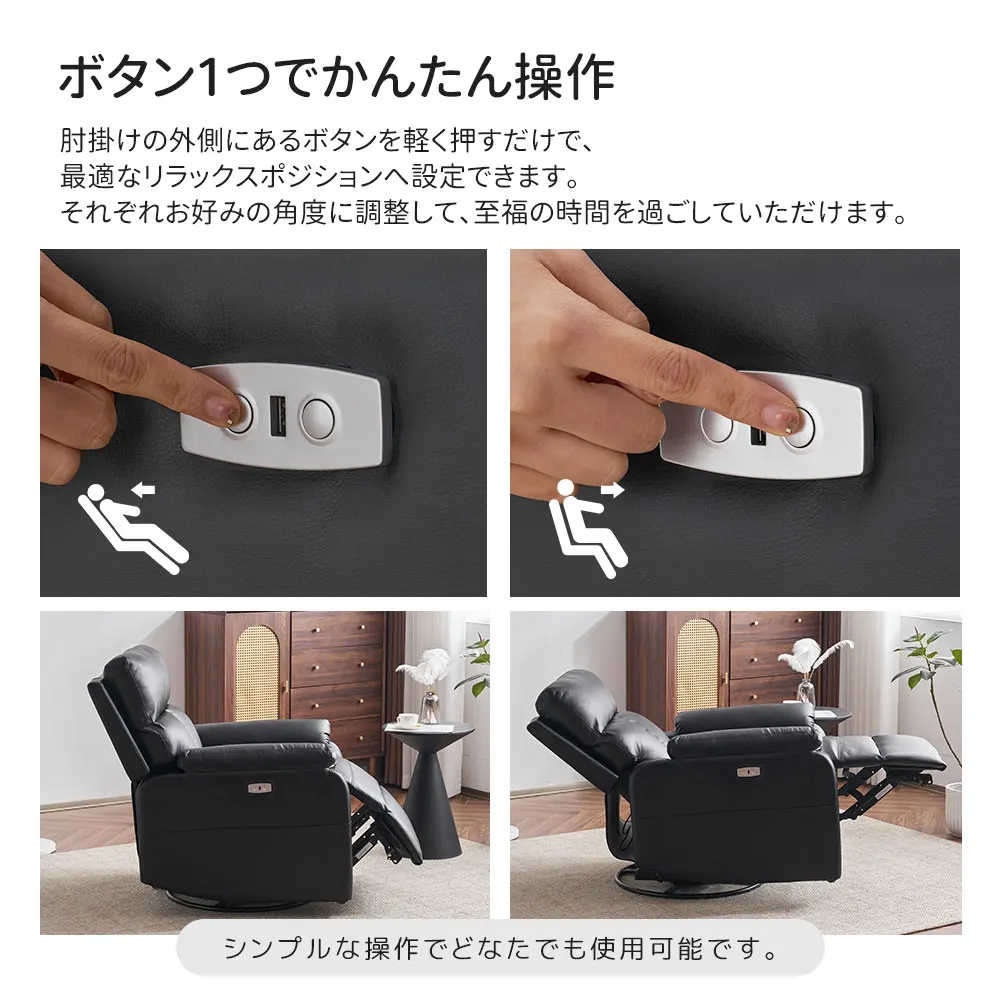 ボタン1つでかんたん操作
肘掛けの外側にあるボタンを軽く押すだけで、
最適なリラックスポジションへ設定できます。
それぞれお好みの角度に調整して、至福の時間を過ごしていただけます。
シンプルな操作でどなたでも使用可能です。